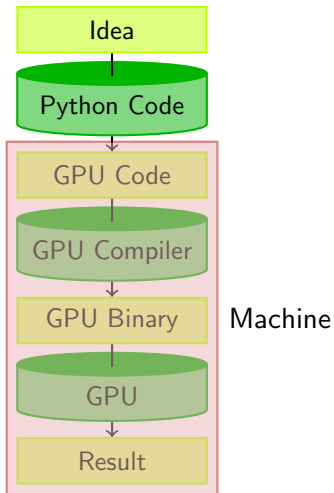 Idea
Python Code
GPU Code
GPU Compiler
GPU Binary
Machine
GPU
Result